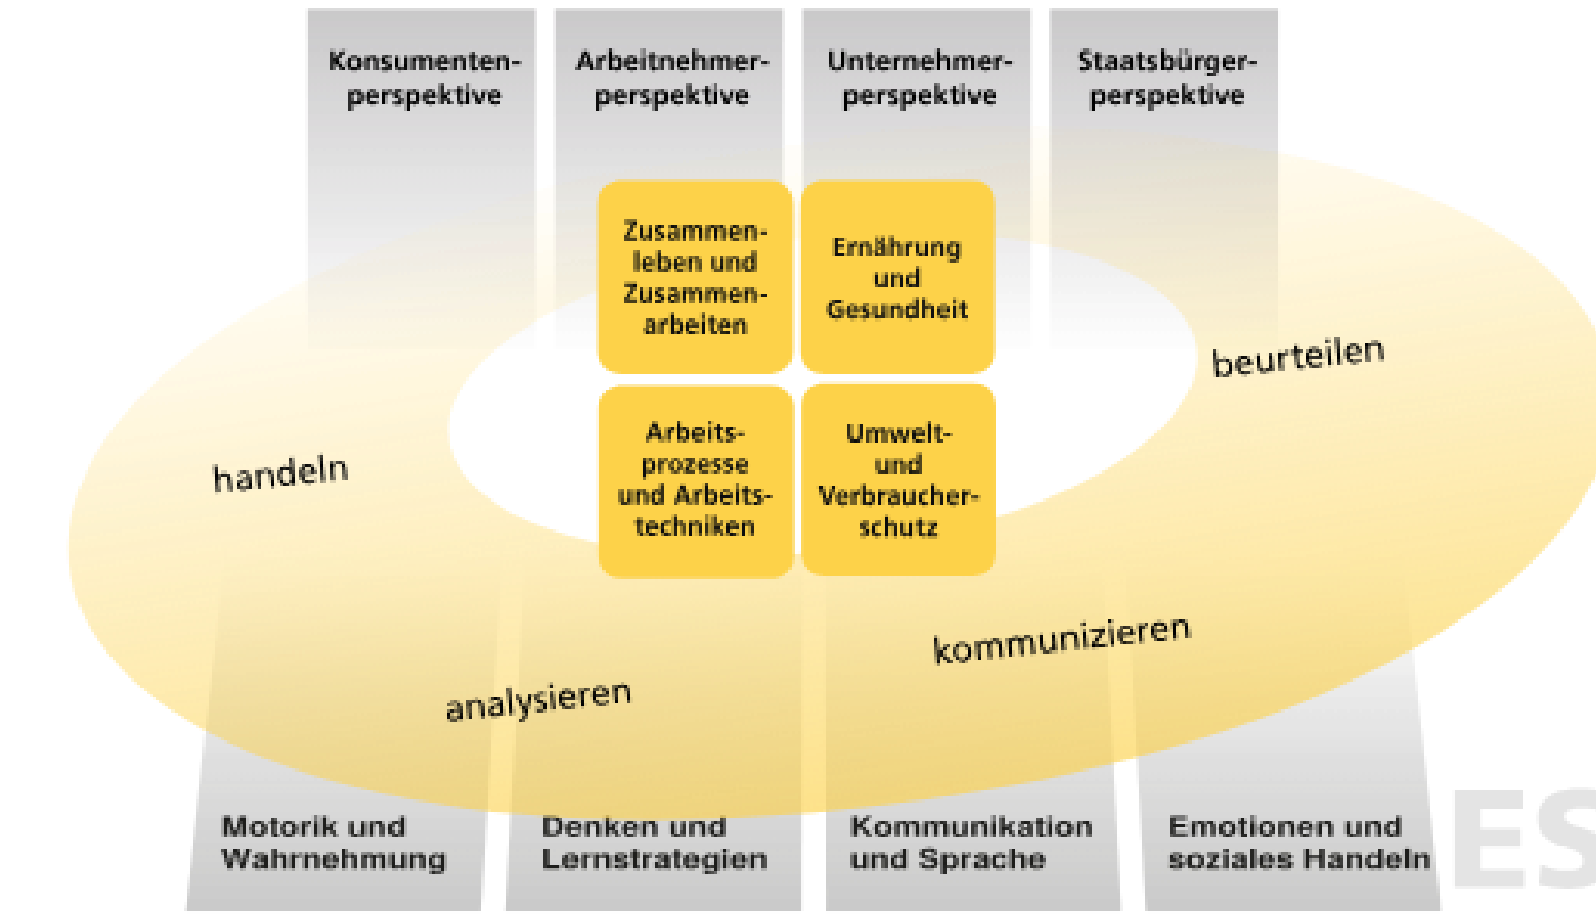 Konsumenten-
perspektive
Arbeitnehmer-
perspektive
Unternehmer-
perspektive
Staatsbürger-
perspektive
Zusammen-
leben und
Zusammen-
arbeiten
Ernährung
und
Gesundheit
Arbeits-
prozesse
und Arbeits-
techniken
Umwelt-
und
Verbraucher-
schutz
beurteilen
handeln
kommunizieren
analysieren
Motorik und
Wahrnehmung
Denken und
Lernstrategien
Kommunikation
und Sprache
Emotionen und
soziales Handeln
ES